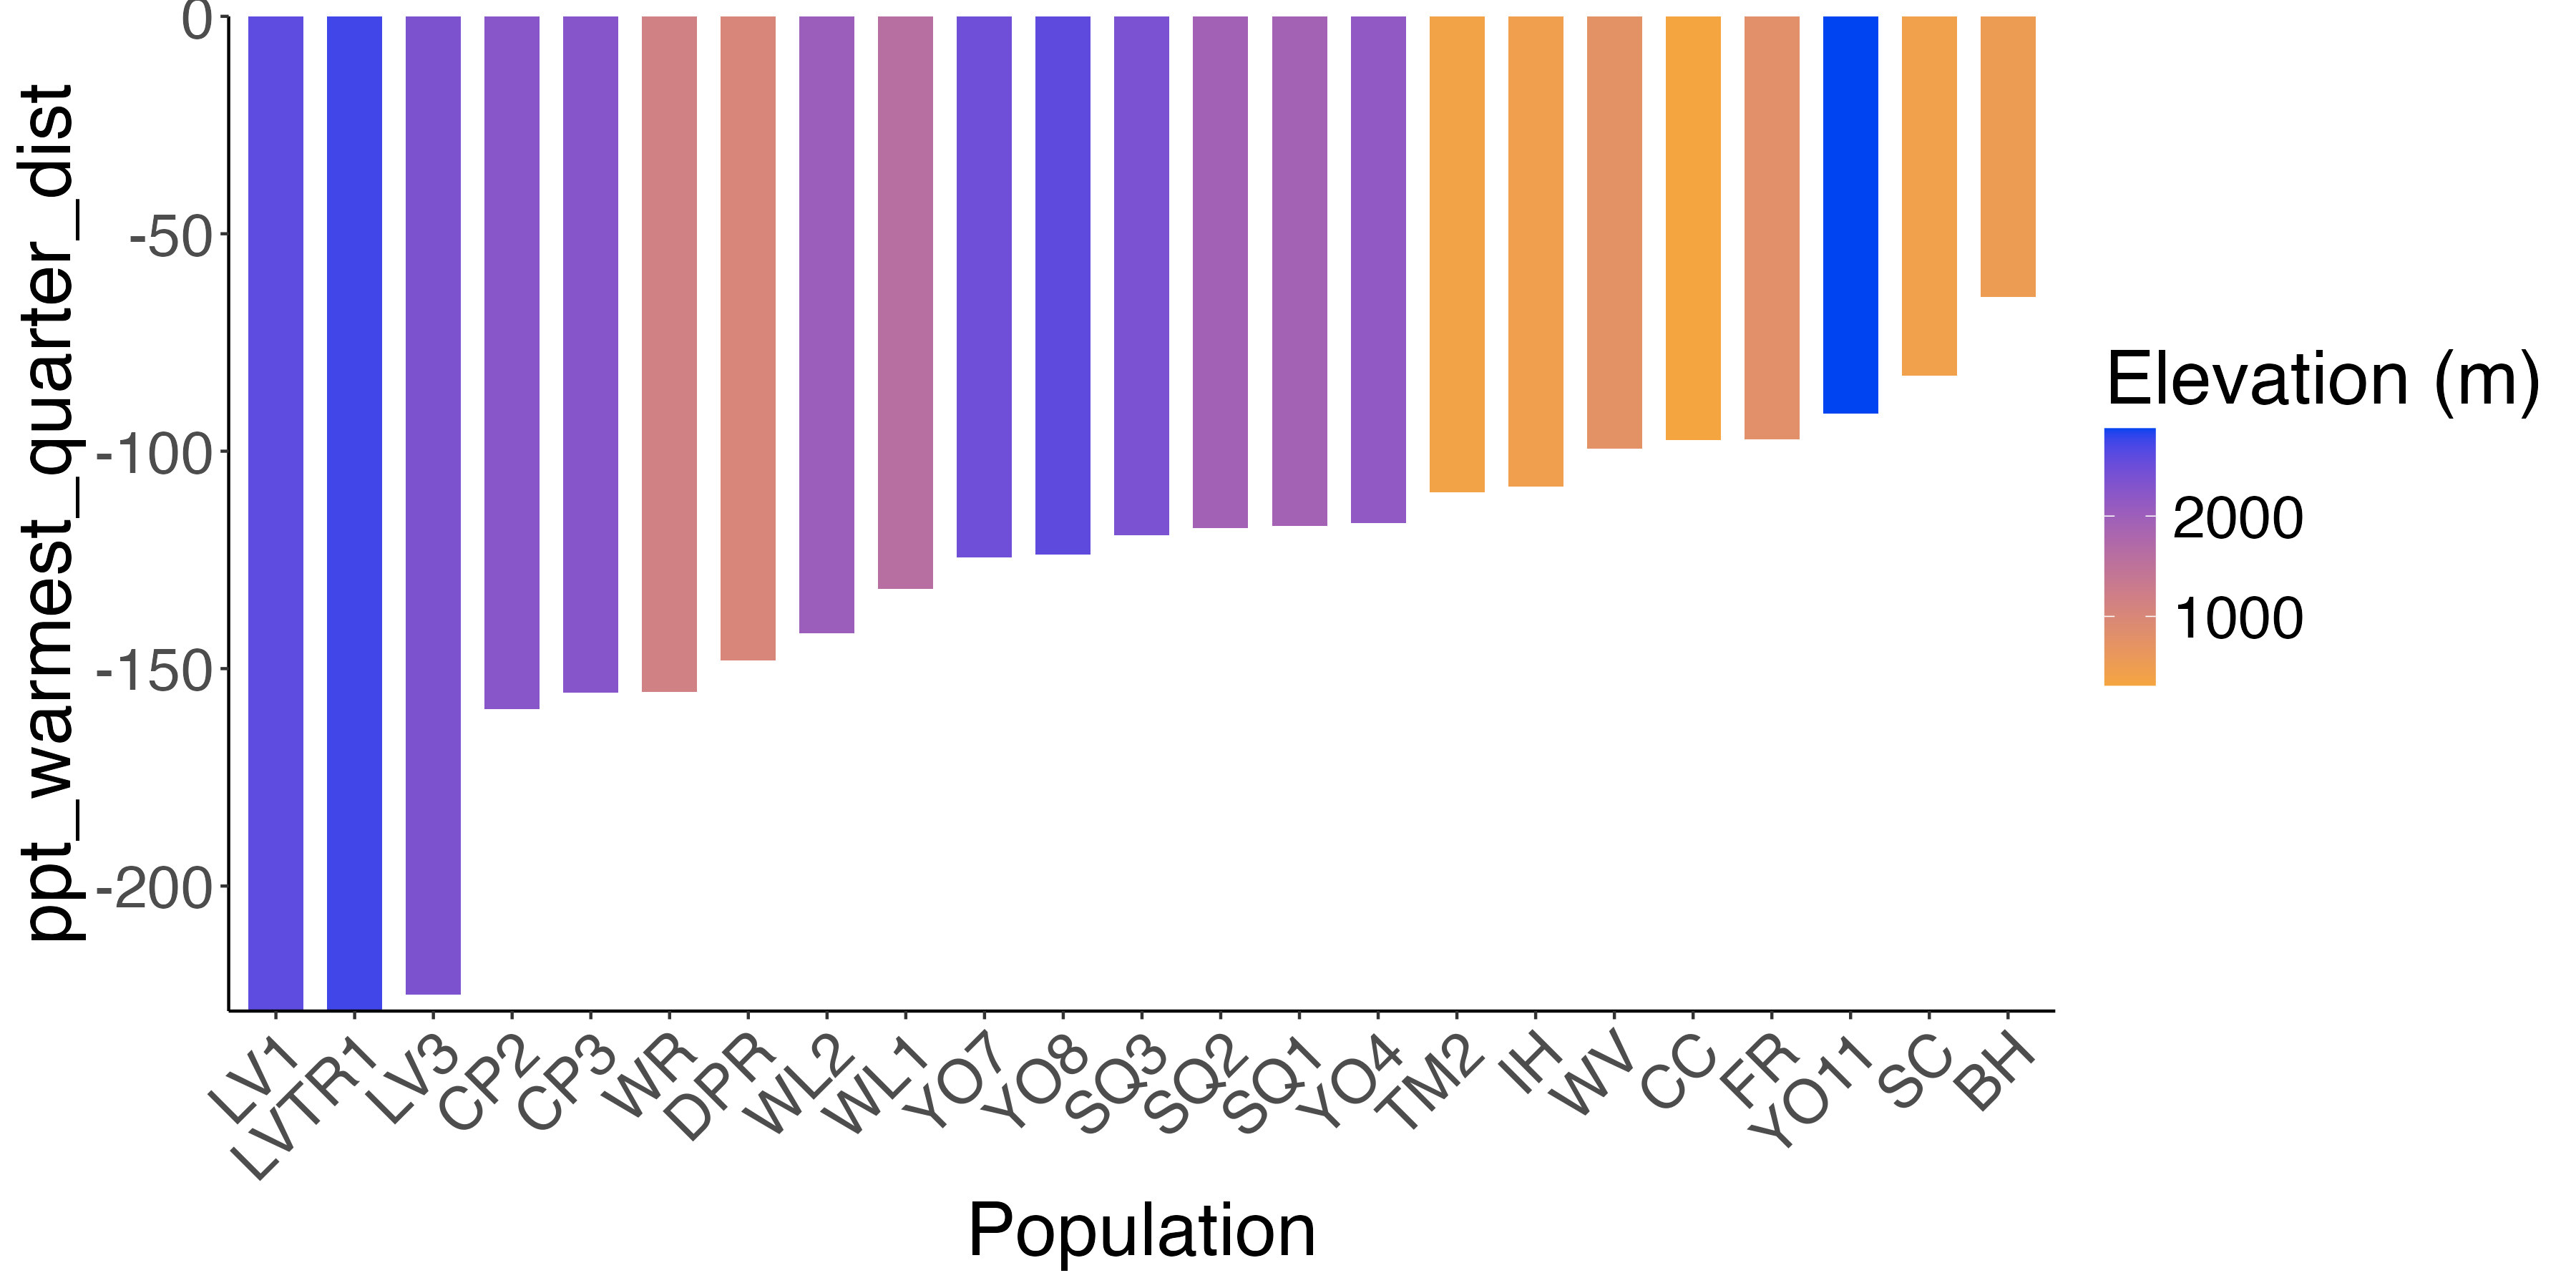 ppt_warmest_quarter_dist
0
-50
-100
-150
-200
LV1
LVTR1
LV3
CP2
CP3
WR
DPR
WL2
WL1
YO7
YO8
SQ3
SQ2
SQ1
YO4
TM2
IH
WV
CC
FR
YO11
SC
BH
Population
Elevation (m)
2000
1000